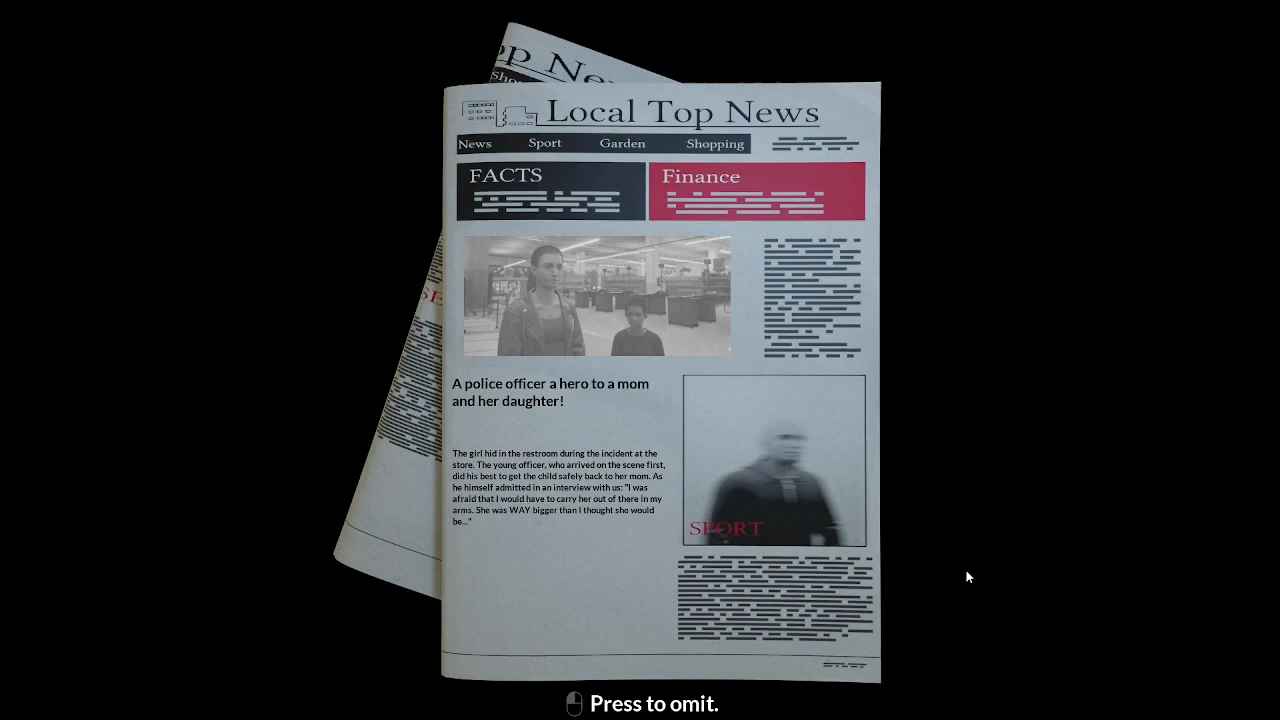 op Ne
Sho
Local Top News
News Sport Garden Shopping
FACTS
Finance
SE
A police officer a hero to a mom
and her daughter!
The girl hid in the restroom during the incident at the
store. The young officer, who arrived on the scene first,
did his best to get the child safely back to her mom. As
he himself admitted in an interview with us: "I was
afraid that I would have to carry her out of there in my
arms. She was WAY bigger than I thought she would
be..."
SPORT
Press to omit.